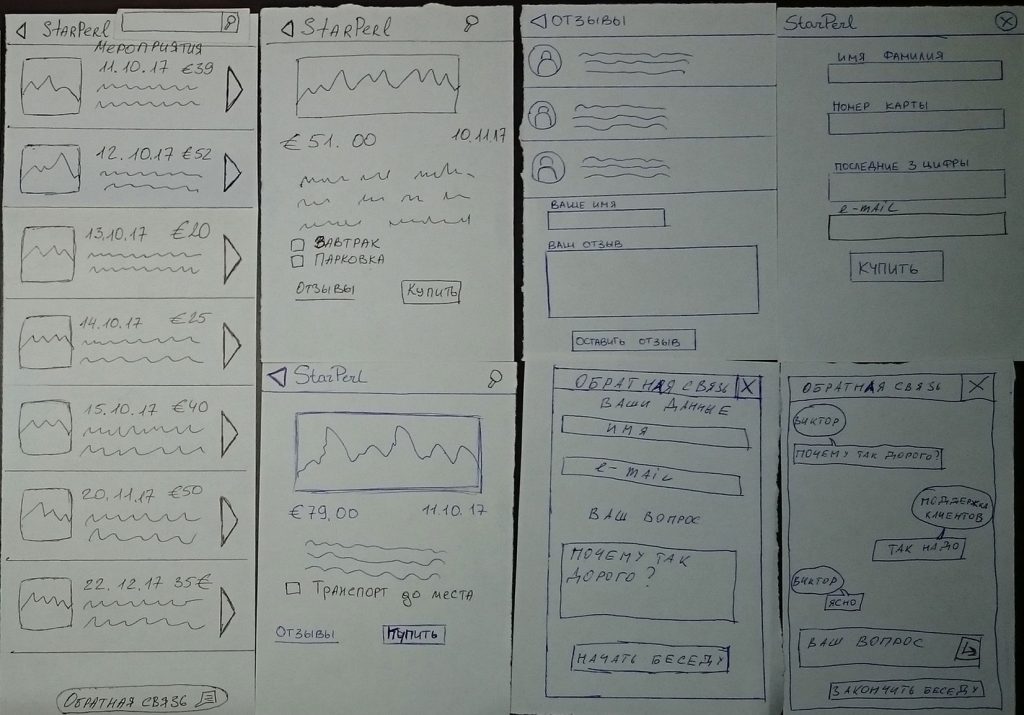 StarPerl
Мероприятия
11.10.17 €39
12.10.17 €52
13.10.17 €20
14.10.17 €25
15.10.17 €40
20.11.17 €50
22.12.17 35€
Обратная связь
StarPerl
€51.00 10.11.17
Завтрак
Парковка
Отзывы Купить
StarPerl
€79,00 11.10.17
Транспорт до места
Отзывы Купить
Отзывы
Ваше имя
Ваш отзыв
Оставить отзыв
StarPerl
Имя Фамилия
Номер карты
Последние 3 цифры
e-mail
Купить
Обратная связь
Ваши данные
Имя
e-mail
Ваш вопрос
Почему так
дорого?
Начать беседу
Обратная связь
Виктор
Почему так дорого?
Поддержка
клиентов
Так надо
Виктор
Ясно
Ваш вопрос
Закончить беседу